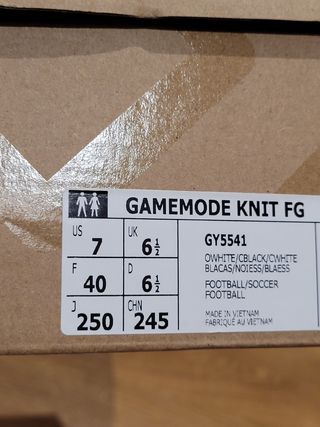 GAMEMODE KNIT FG
US 7 UK 6½
F 40 D 6½
J 250 CHN 245
GY5541
OWHITE/CBLACK/CWHITE
BLACAS/NOIESS/BLAESS
FOOTBALL/SOCCER
FOOTBALL
MADE IN VIETNAM
FABRIQUÉ AU VIETNAM